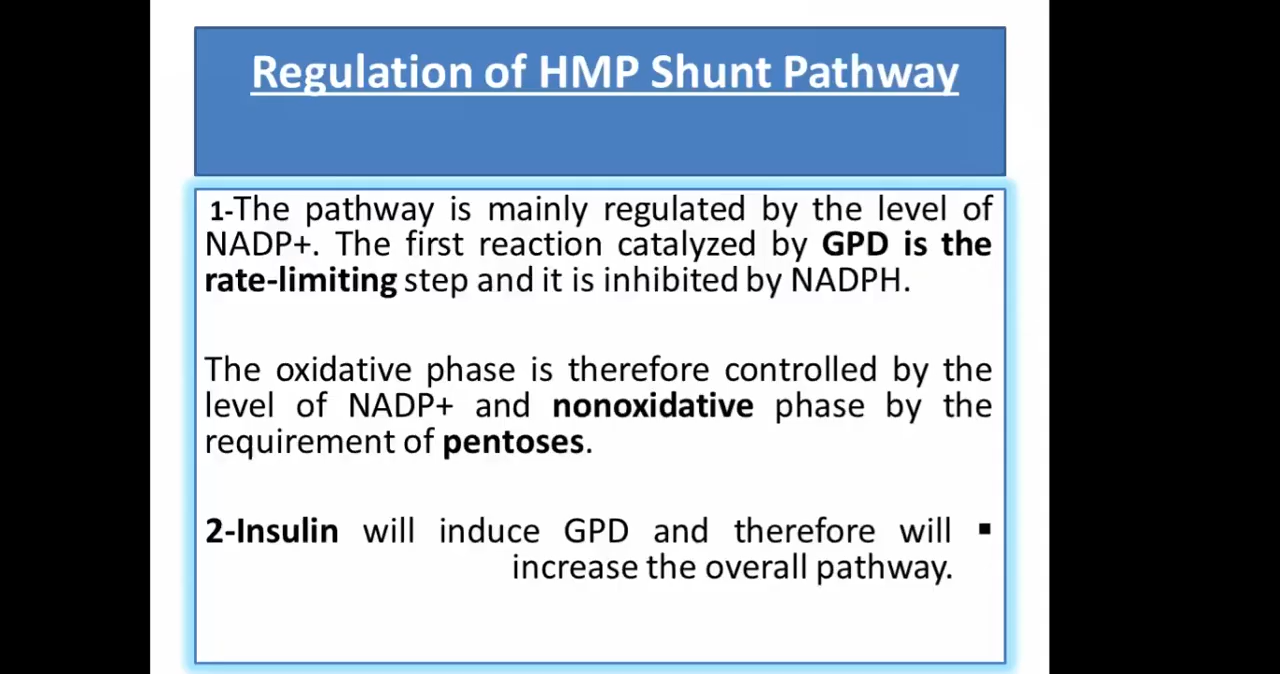 Regulation of HMP Shunt Pathway
1-The pathway is mainly regulated by the level of
NADP+. The first reaction catalyzed by GPD is the
rate-limiting step and it is inhibited by NADPH.
The oxidative phase is therefore controlled by the
level of NADP+ and nonoxidative phase by the
requirement of pentoses.
2-Insulin will induce GPD and therefore will ▪
increase the overall pathway.